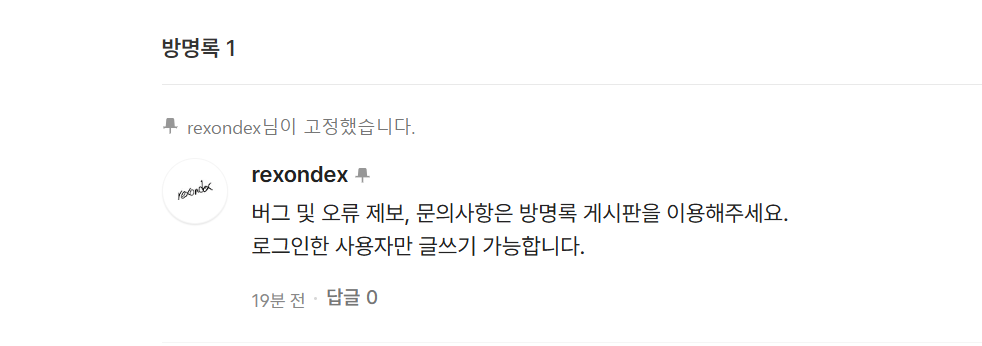 방명록 1
rexondex님이 고정했습니다.
rexondex
rexondex
버그 및 오류 제보, 문의사항은 방명록 게시판을 이용해주세요.
로그인한 사용자만 글쓰기 가능합니다.
19분 전 · 답글 0